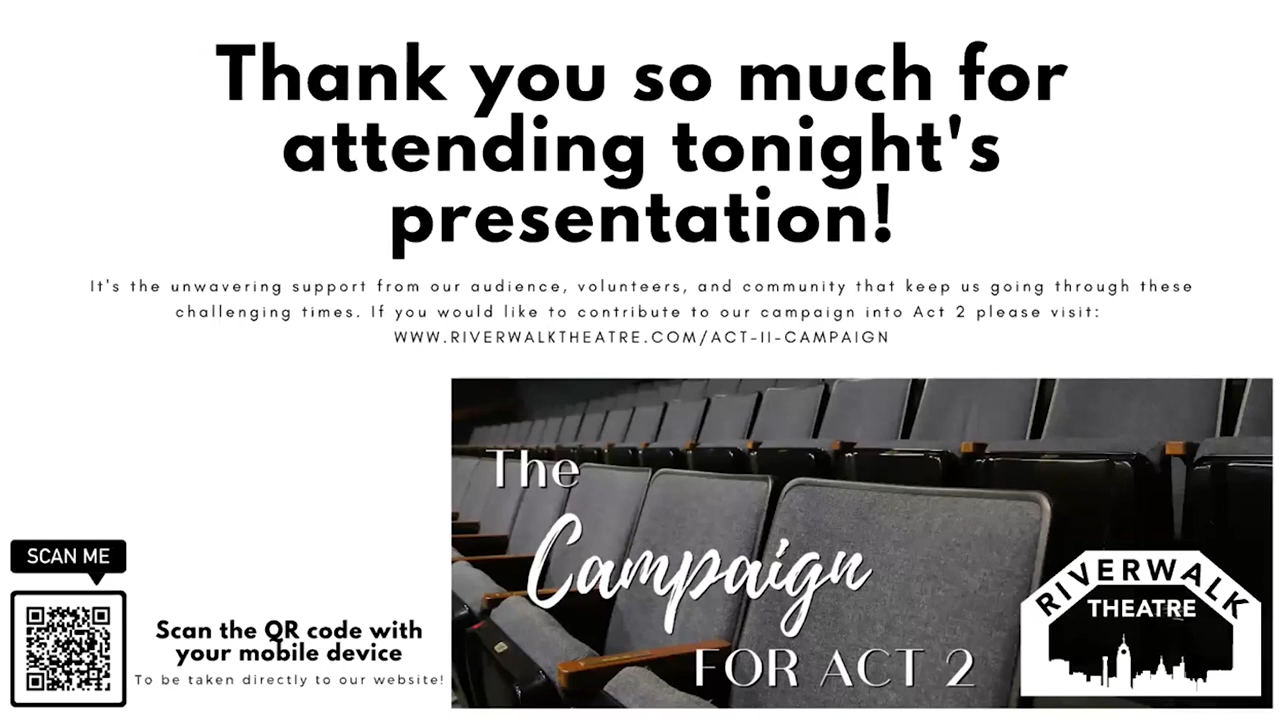 Thank you so much for
attending tonight's
presentation!
It's the unwavering support from our audience, volunteers, and community that keep us going through these
challenging times. If you would like to contribute to our campaign into Act 2 please visit:
WWW.RIVERWALKTHEATRE.COM/ACT-II-CAMPAIGN
The
Campaign
FOR ACT 2
RIVERWALK
THEATRE
SCAN ME
Scan the QR code with
your mobile device
To be taken directly to our website!